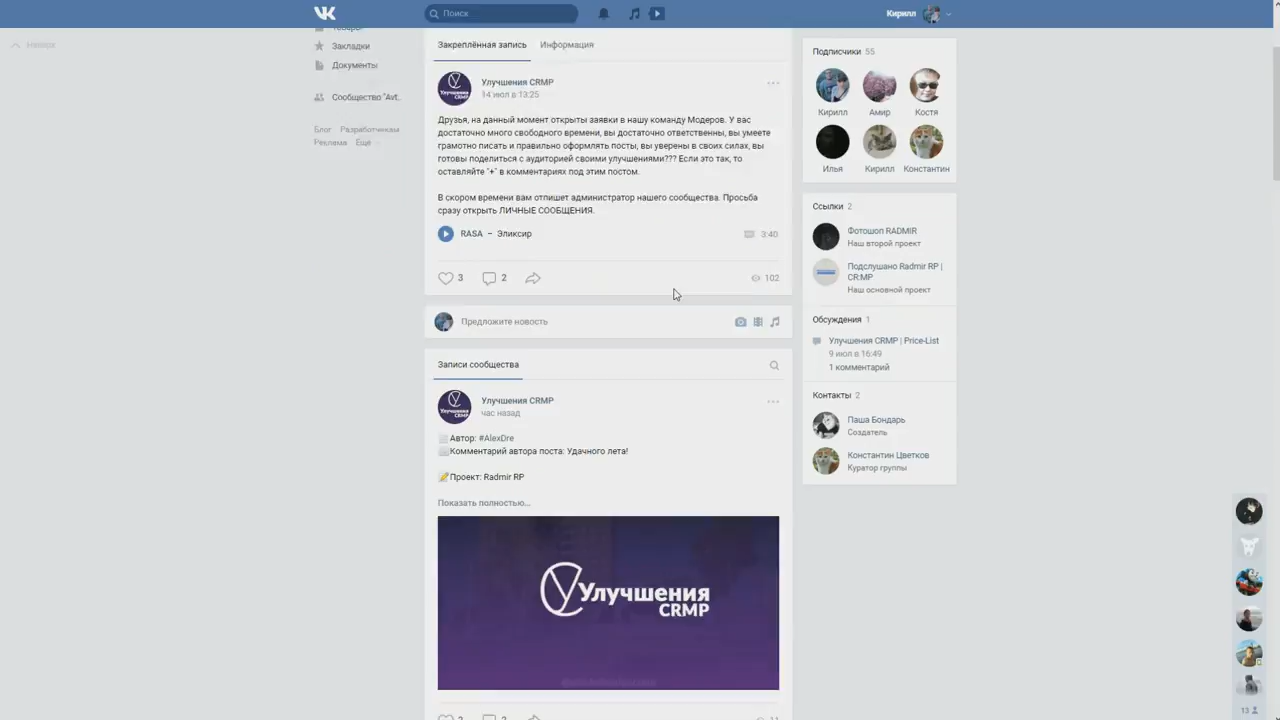 Поиск
Кирилл
Наверх
Закладки
Документы
Сообщества "Avt..
Блог Разработчикам
Реклама Ещё
Закреплённая запись Информация
Улучшения CRMP
14 июл в 13:25
Друзья, на данный момент открыты заявки в нашу команду Модеров. У вас
достаточно много свободного времени, вы достаточно ответственны, вы умеете
грамотно писать и правильно оформлять посты, вы уверены в своих силах, вы
готовы поделиться с аудиторией своими улучшениями??? Если это так, то
оставляйте "+" в комментариях под этим постом.
В скором времени вам отпишет администратор нашего сообщества. Просьба
сразу открыть ЛИЧНЫЕ СООБЩЕНИЯ.
RASA – Эликсир 3:40
3 2 102
Предложите новость
Записи сообщества
Улучшения CRMP
час назад
Автор: #AlexDre
Комментарий автора поста: Удачного лета!
Проект: Radmir RP
Показать полностью...
Улучшения
CRMP
Подписчики 55
Кирилл Амир Костя
Илья Кирилл Константин
Ссылки 2
Фотошоп RADMIR
Наш второй проект
Подслушано Radmir RP |
CR:MP
Наш основной проект
Обсуждения 1
Улучшения CRMP | Price-List
9 июл в 16:49
1 комментарий
Контакты 2
Паша Бондарь
Создатель
Константин Цветков
Куратор группы
13